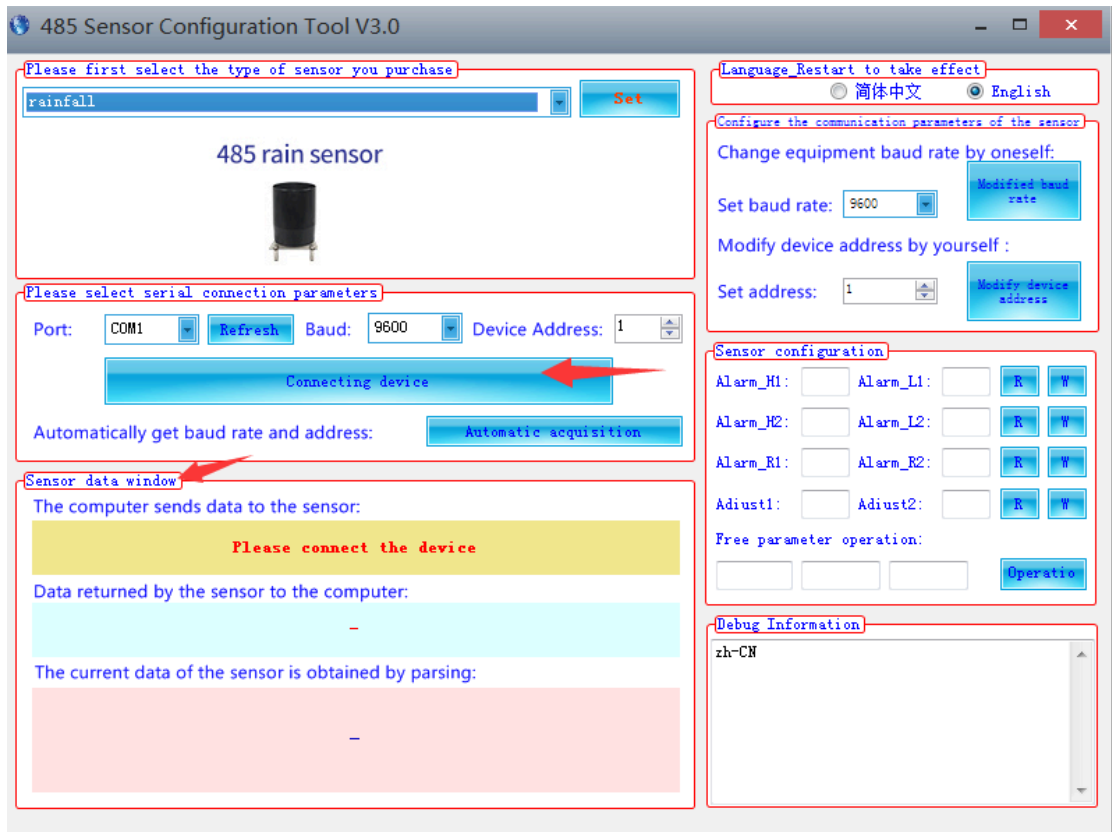 485 Sensor Configuration Tool V3.0
Please first select the type of sensor you purchase
rainfall
Set
485 rain sensor
Please select serial connection parameters
Port: COM1 Refresh Baud: 9600 Device Address: 1
Connecting device
Automatically get baud rate and address: Automatic acquisition
Sensor data window
The computer sends data to the sensor:
Please connect the device
Data returned by the sensor to the computer:
–
The current data of the sensor is obtained by parsing:
–
Language_Restart to take effect
简体中文 English
Configure the communication parameters of the sensor
Change equipment baud rate by oneself:
Set baud rate: 9600
Modified baud
rate
Modify device address by yourself :
Set address: 1
Modify device
address
Sensor configuration
Alarm_H1: Alarm_L1: R W
Alarm_H2: Alarm_L2: R W
Alarm_R1: Alarm_R2: R W
Adiust1: Adiust2: R W
Free parameter operation:
Operatio
Debug Information
zh-CN